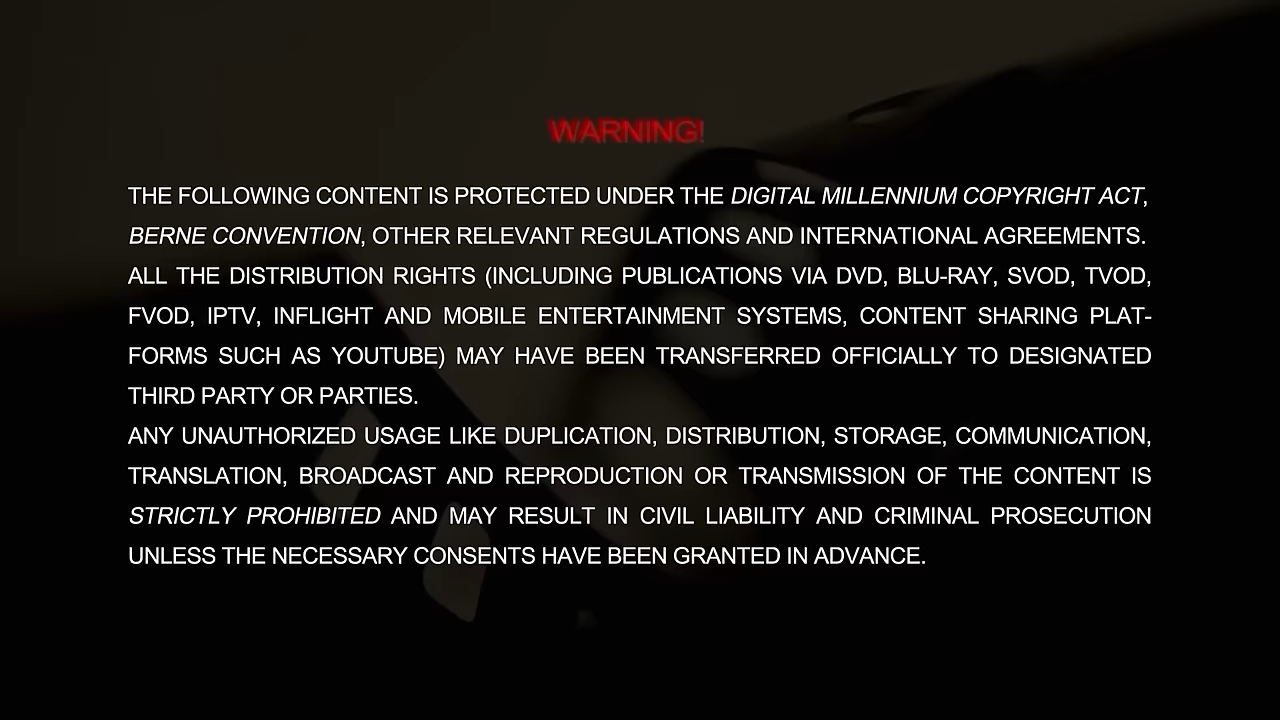 WARNING!
THE FOLLOWING CONTENT IS PROTECTED UNDER THE DIGITAL MILLENNIUM COPYRIGHT ACT,
BERNE CONVENTION, OTHER RELEVANT REGULATIONS AND INTERNATIONAL AGREEMENTS.
ALL THE DISTRIBUTION RIGHTS (INCLUDING PUBLICATIONS VIA DVD, BLU-RAY, SVOD, TVOD,
FVOD, IPTV, INFLIGHT AND MOBILE ENTERTAINMENT SYSTEMS, CONTENT SHARING PLAT-
FORMS SUCH AS YOUTUBE) MAY HAVE BEEN TRANSFERRED OFFICIALLY TO DESIGNATED
THIRD PARTY OR PARTIES.
ANY UNAUTHORIZED USAGE LIKE DUPLICATION, DISTRIBUTION, STORAGE, COMMUNICATION,
TRANSLATION, BROADCAST AND REPRODUCTION OR TRANSMISSION OF THE CONTENT IS
STRICTLY PROHIBITED AND MAY RESULT IN CIVIL LIABILITY AND CRIMINAL PROSECUTION
UNLESS THE NECESSARY CONSENTS HAVE BEEN GRANTED IN ADVANCE.